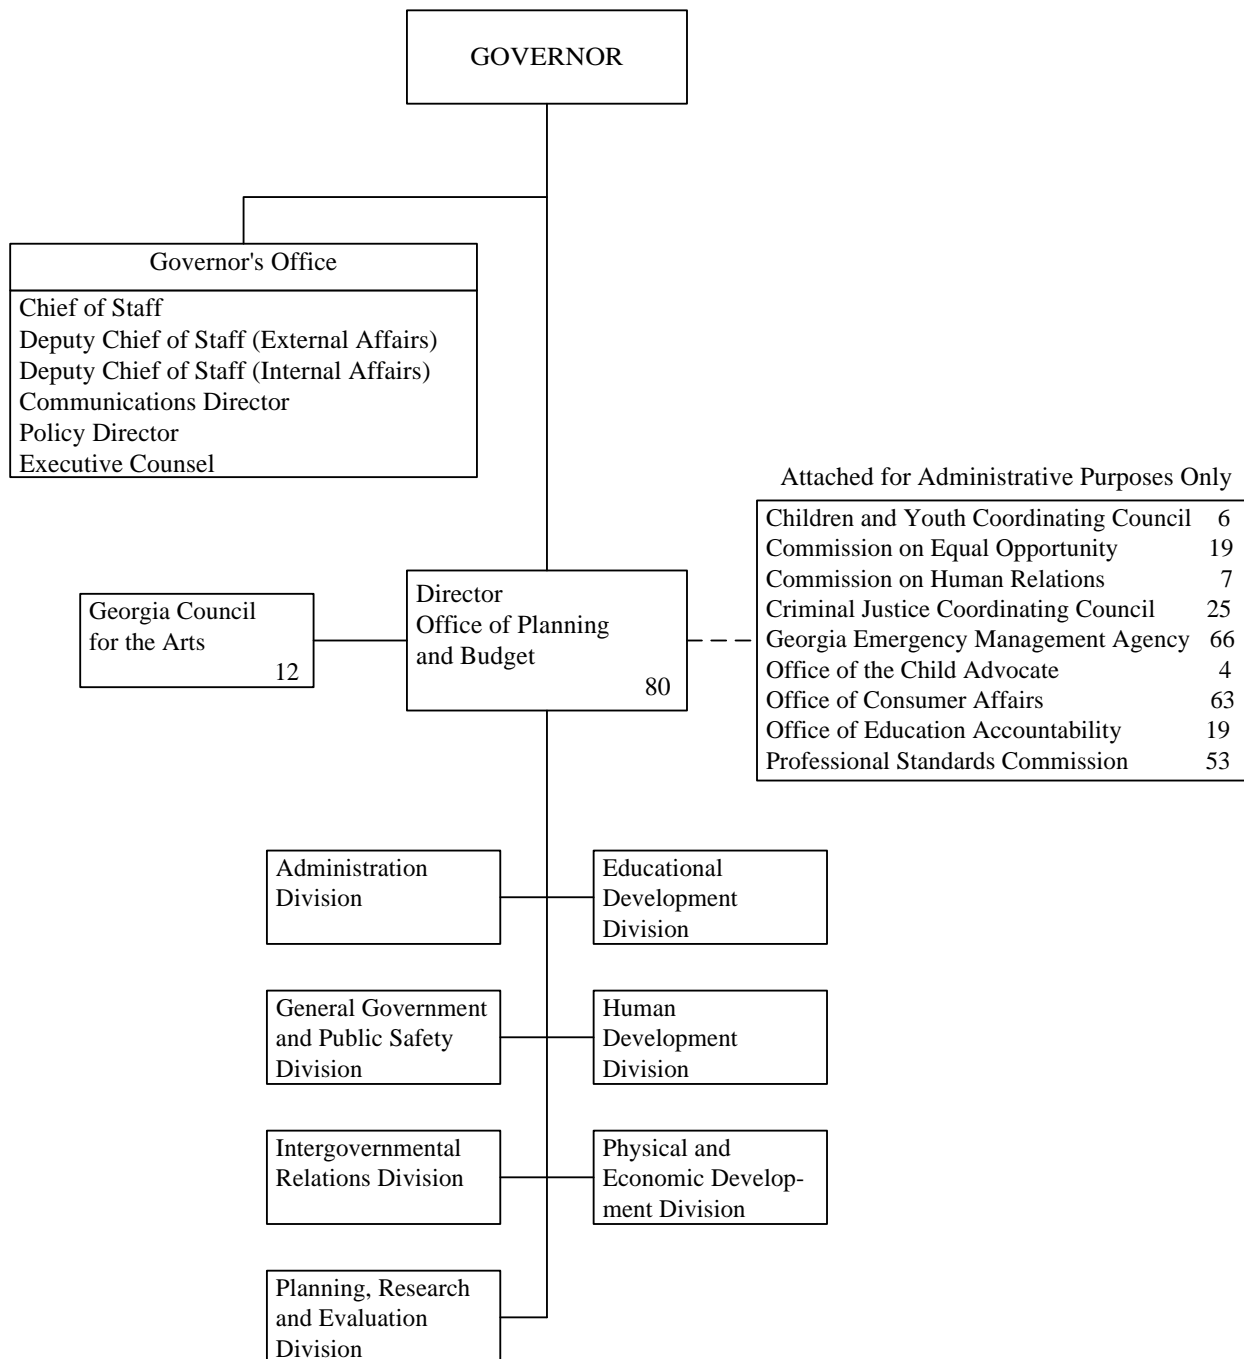 GOVERNOR
Governor's Office
Chief of Staff
Deputy Chief of Staff (External Affairs)
Deputy Chief of Staff (Internal Affairs)
Communications Director
Policy Director
Executive Counsel
Attached for Administrative Purposes Only
Children and Youth Coordinating Council 6
Commission on Equal Opportunity 19
Commission on Human Relations 7
Criminal Justice Coordinating Council 25
Georgia Emergency Management Agency 66
Office of the Child Advocate 4
Office of Consumer Affairs 63
Office of Education Accountability 19
Professional Standards Commission 53
Georgia Council
for the Arts
12
Director
Office of Planning
and Budget
80
Administration
Division
Educational
Development
Division
General Government
and Public Safety
Division
Human
Development
Division
Intergovernmental
Relations Division
Physical and
Economic Develop-
ment Division
Planning, Research
and Evaluation
Division